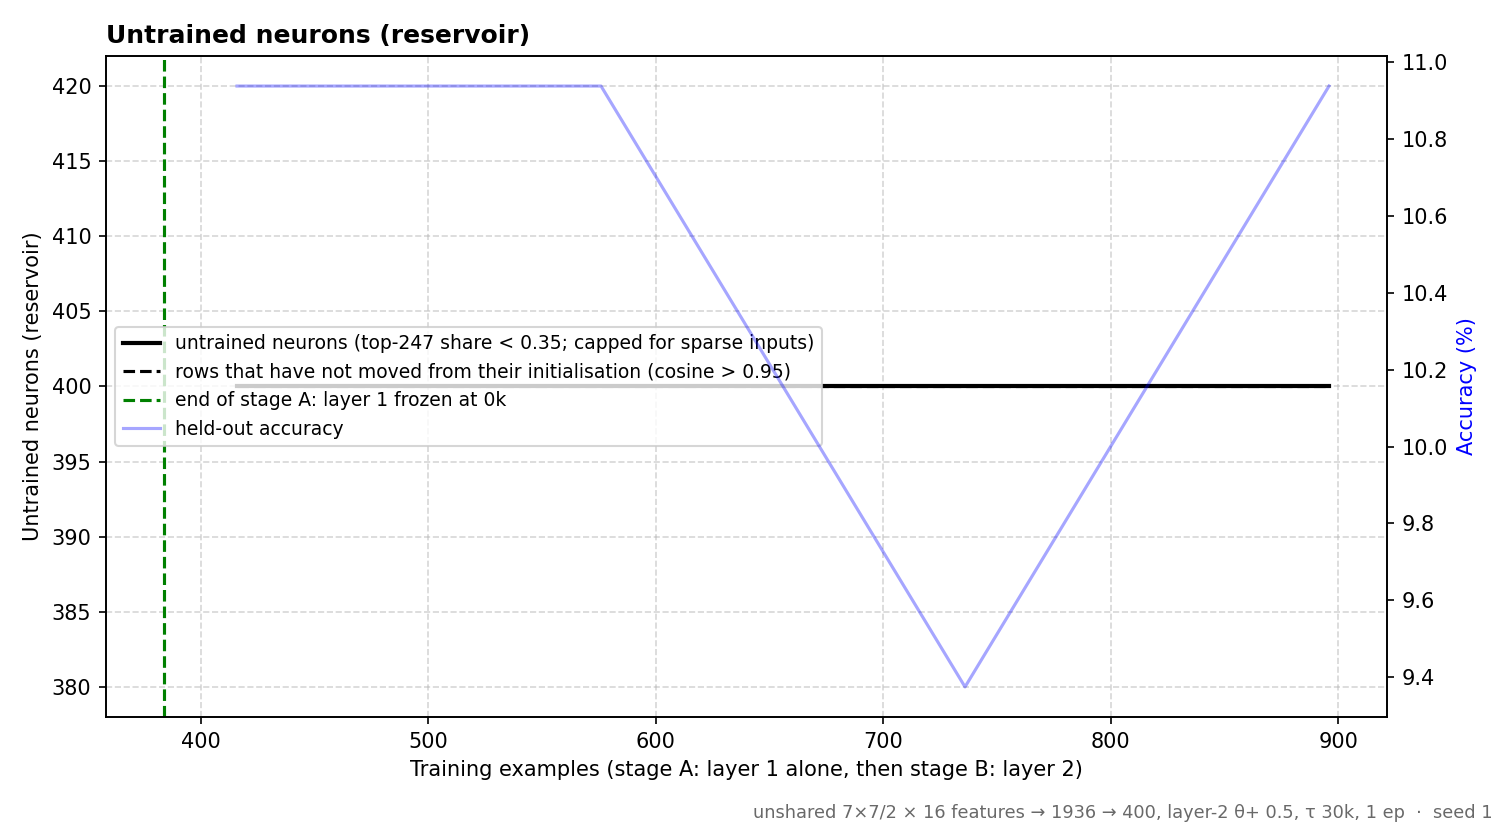 Untrained neurons (reservoir)
420
415
410
405
400
395
390
385
380
Untrained neurons (reservoir)
11.0
10.8
10.6
10.4
10.2
10.0
9.8
9.6
9.4
Accuracy (%)
untrained neurons (top-247 share < 0.35; capped for sparse inputs)
rows that have not moved from their initialisation (cosine > 0.95)
end of stage A: layer 1 frozen at 0k
held-out accuracy
400 500 600 700 800 900
Training examples (stage A: layer 1 alone, then stage B: layer 2)
unshared 7×7/2 × 16 features → 1936 → 400, layer-2 θ+ 0.5, τ 30k, 1 ep · seed 1